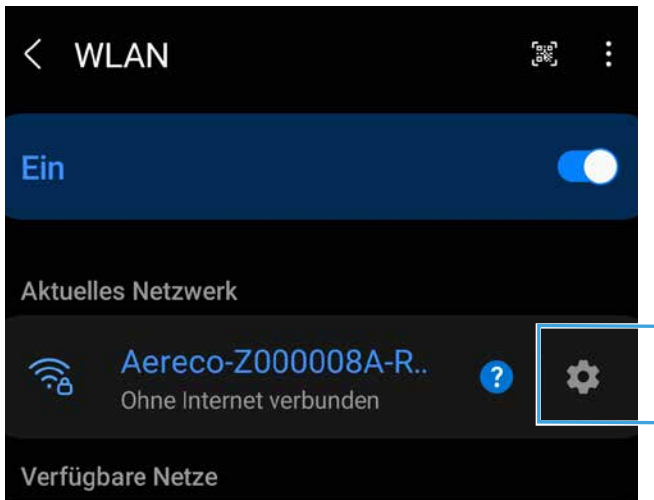 WLAN
Ein
Aktuelles Netzwerk
Aereco-Z000008A-R..
Ohne Internet verbunden
?
Verfügbare Netze